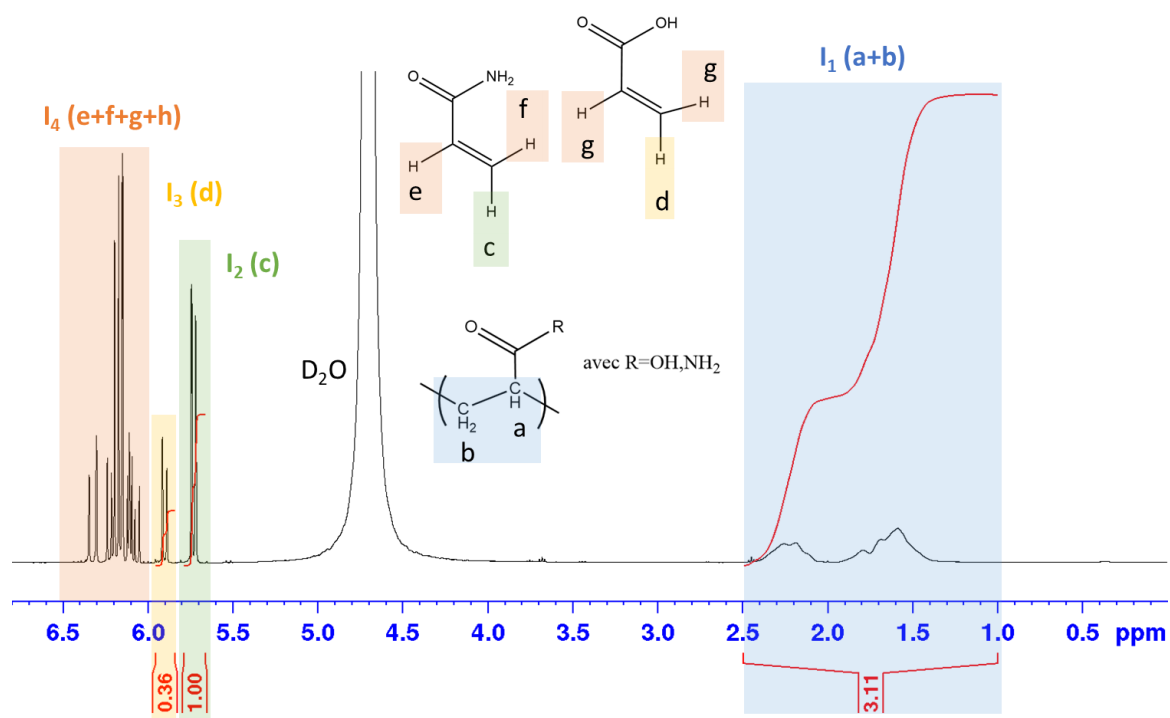 I₁ (a+b)
I₄ (e+f+g+h)
I₃ (d)
I₂ (c)
O
NH₂
f
H
H
e
H
c
O
OH
g
H
H
g
H
d
D₂O
O
R
CH
CH₂
a
b
avec R=OH,NH₂
6.5 6.0 5.5 5.0 4.5 4.0 3.5 3.0 2.5 2.0 1.5 1.0 0.5 ppm
0.36
1.00
3.11